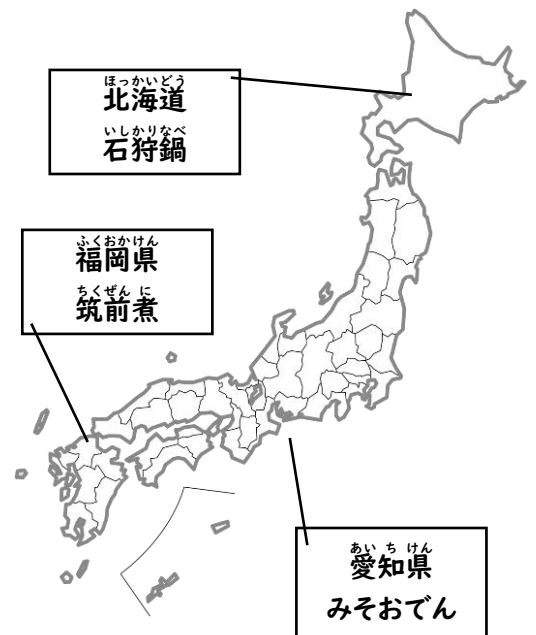 ほっかいどう
北海道
いしかりなべ
石狩鍋
ふくおかけん
福岡県
ちくぜん に
筑前煮
あい ち けん
愛知県
みそおでん